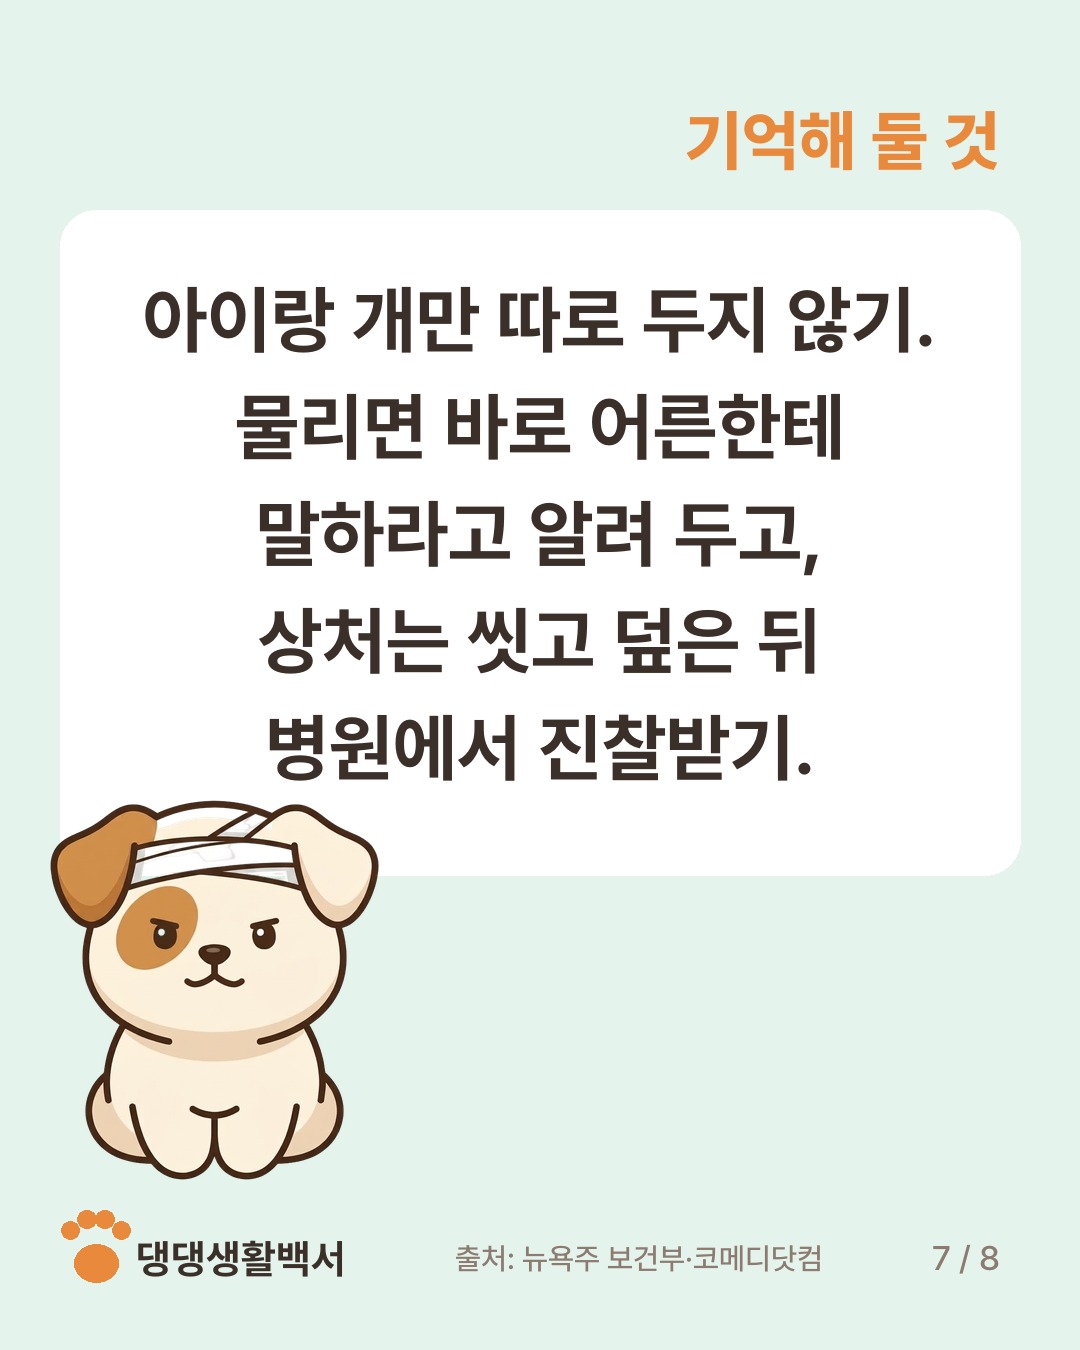 기억해 둘 것
아이랑 개만 따로 두지 않기.
물리면 바로 어른한테
말하라고 알려 두고,
상처는 씻고 덮은 뒤
병원에서 진찰받기.
댕댕생활백서
출처: 뉴욕주 보건부·코메디닷컴
7 / 8